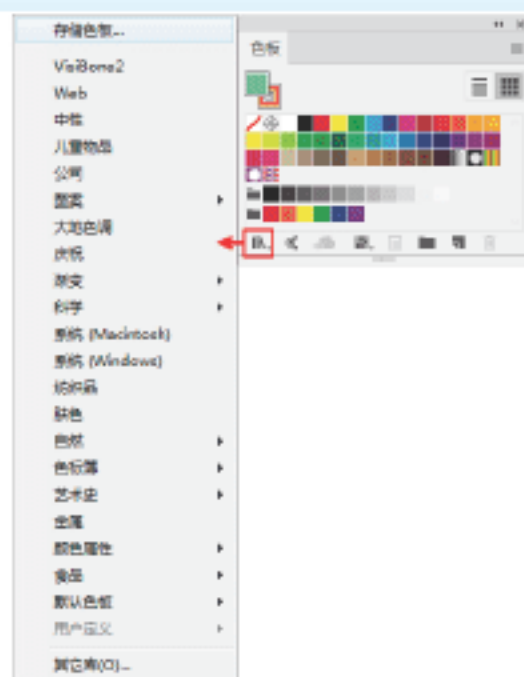 存储色板...
VisiBone2
Web
中性
儿童物品
公司
图案
大地色调
庆祝
渐变
科学
系统 (Macintosh)
系统 (Windows)
纺织品
肤色
自然
色标簿
艺术史
金属
颜色属性
食品
默认色板
用户定义
其它库(O)...
色板